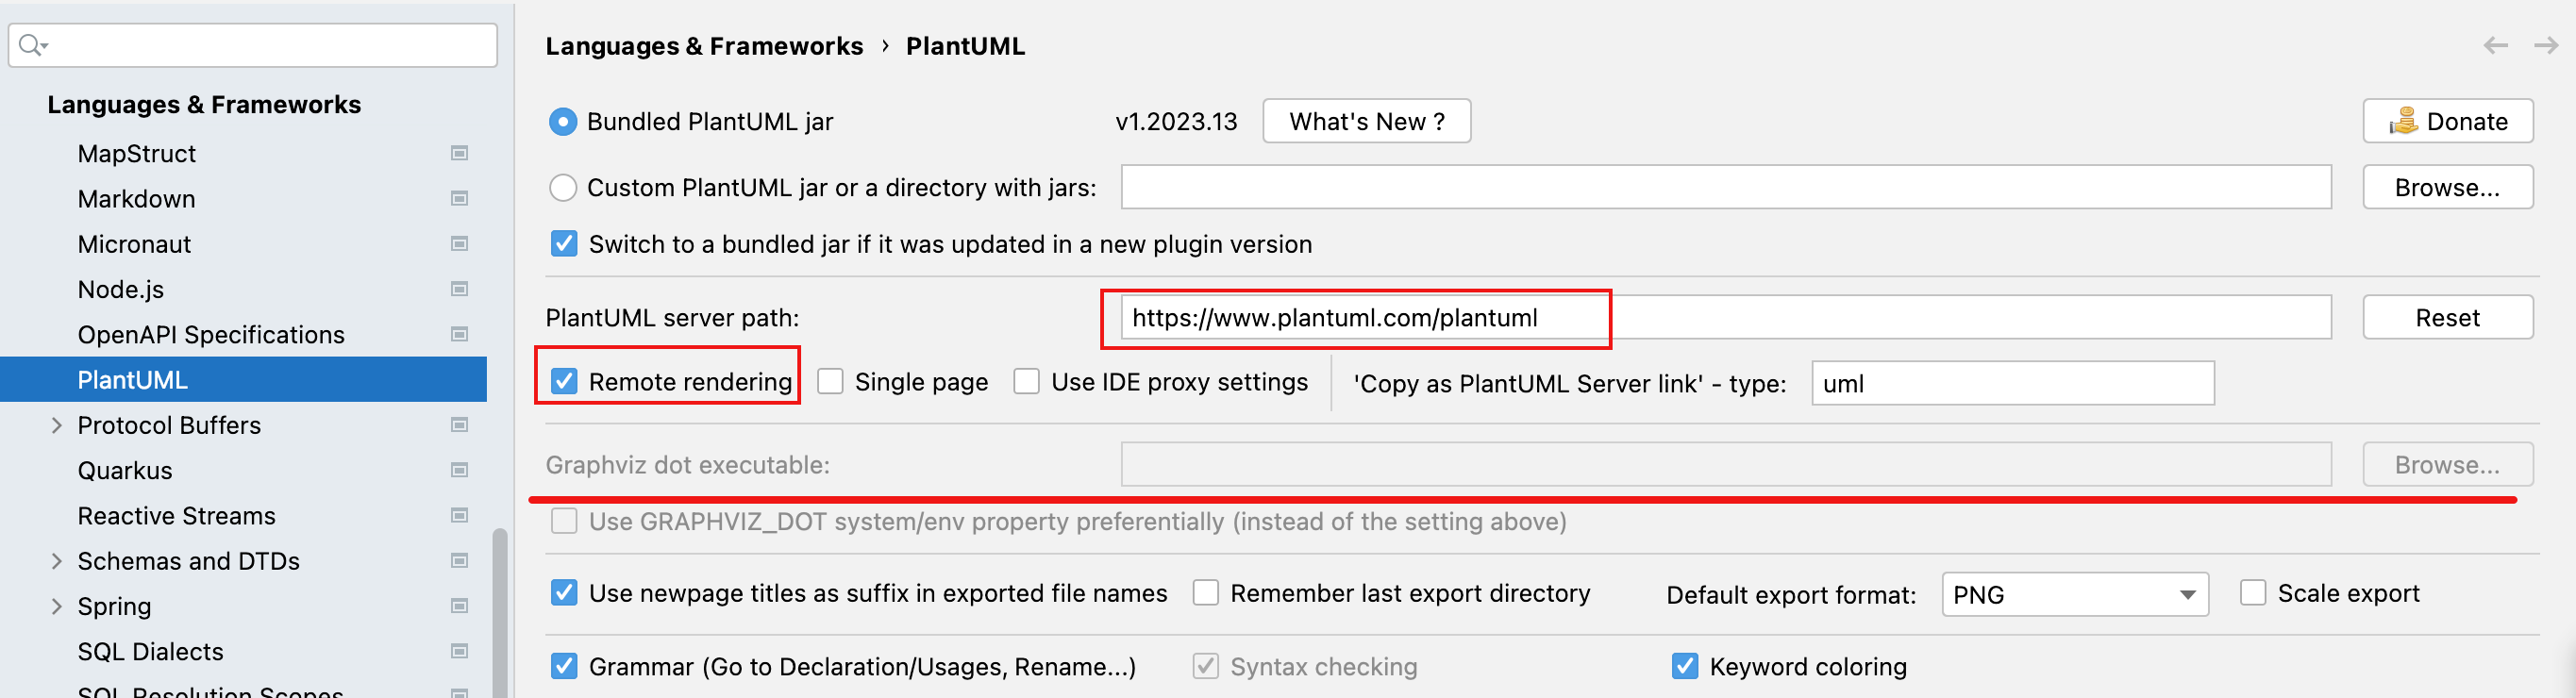 Languages & Frameworks
MapStruct
Markdown
Micronaut
Node.js
OpenAPI Specifications
PlantUML
Protocol Buffers
Quarkus
Reactive Streams
Schemas and DTDs
Spring
SQL Dialects
SQL Resolution Scopes
Languages & Frameworks › PlantUML
Bundled PlantUML jar v1.2023.13 What's New ? Donate
Custom PlantUML jar or a directory with jars: Browse...
Switch to a bundled jar if it was updated in a new plugin version
PlantUML server path: https://www.plantuml.com/plantuml Reset
Remote rendering Single page Use IDE proxy settings 'Copy as PlantUML Server link' - type: uml
Graphviz dot executable: Browse...
Use GRAPHVIZ_DOT system/env property preferentially (instead of the setting above)
Use newpage titles as suffix in exported file names Remember last export directory Default export format: PNG Scale export
Grammar (Go to Declaration/Usages, Rename...) Syntax checking Keyword coloring